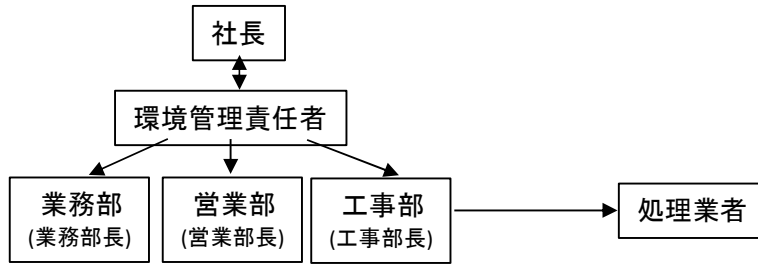 社長
環境管理責任者
業務部
(業務部長)
営業部
(営業部長)
工事部
(工事部長)
処理業者